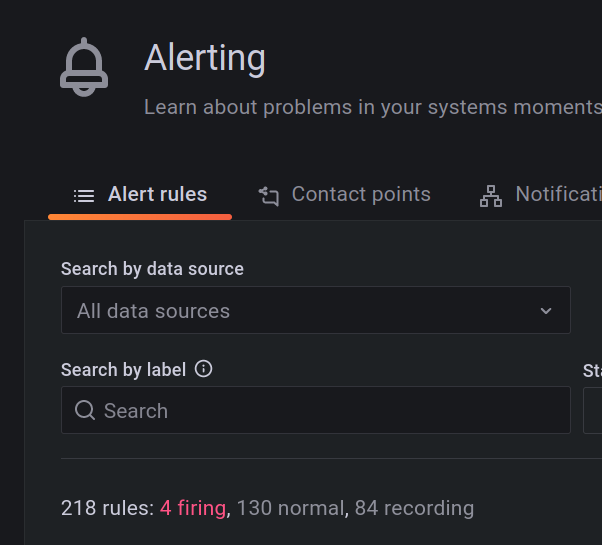 Alerting
Learn about problems in your systems moments
Alert rules Contact points Notificati
Search by data source
All data sources
Search by label Sta
Search
218 rules: 4 firing, 130 normal, 84 recording